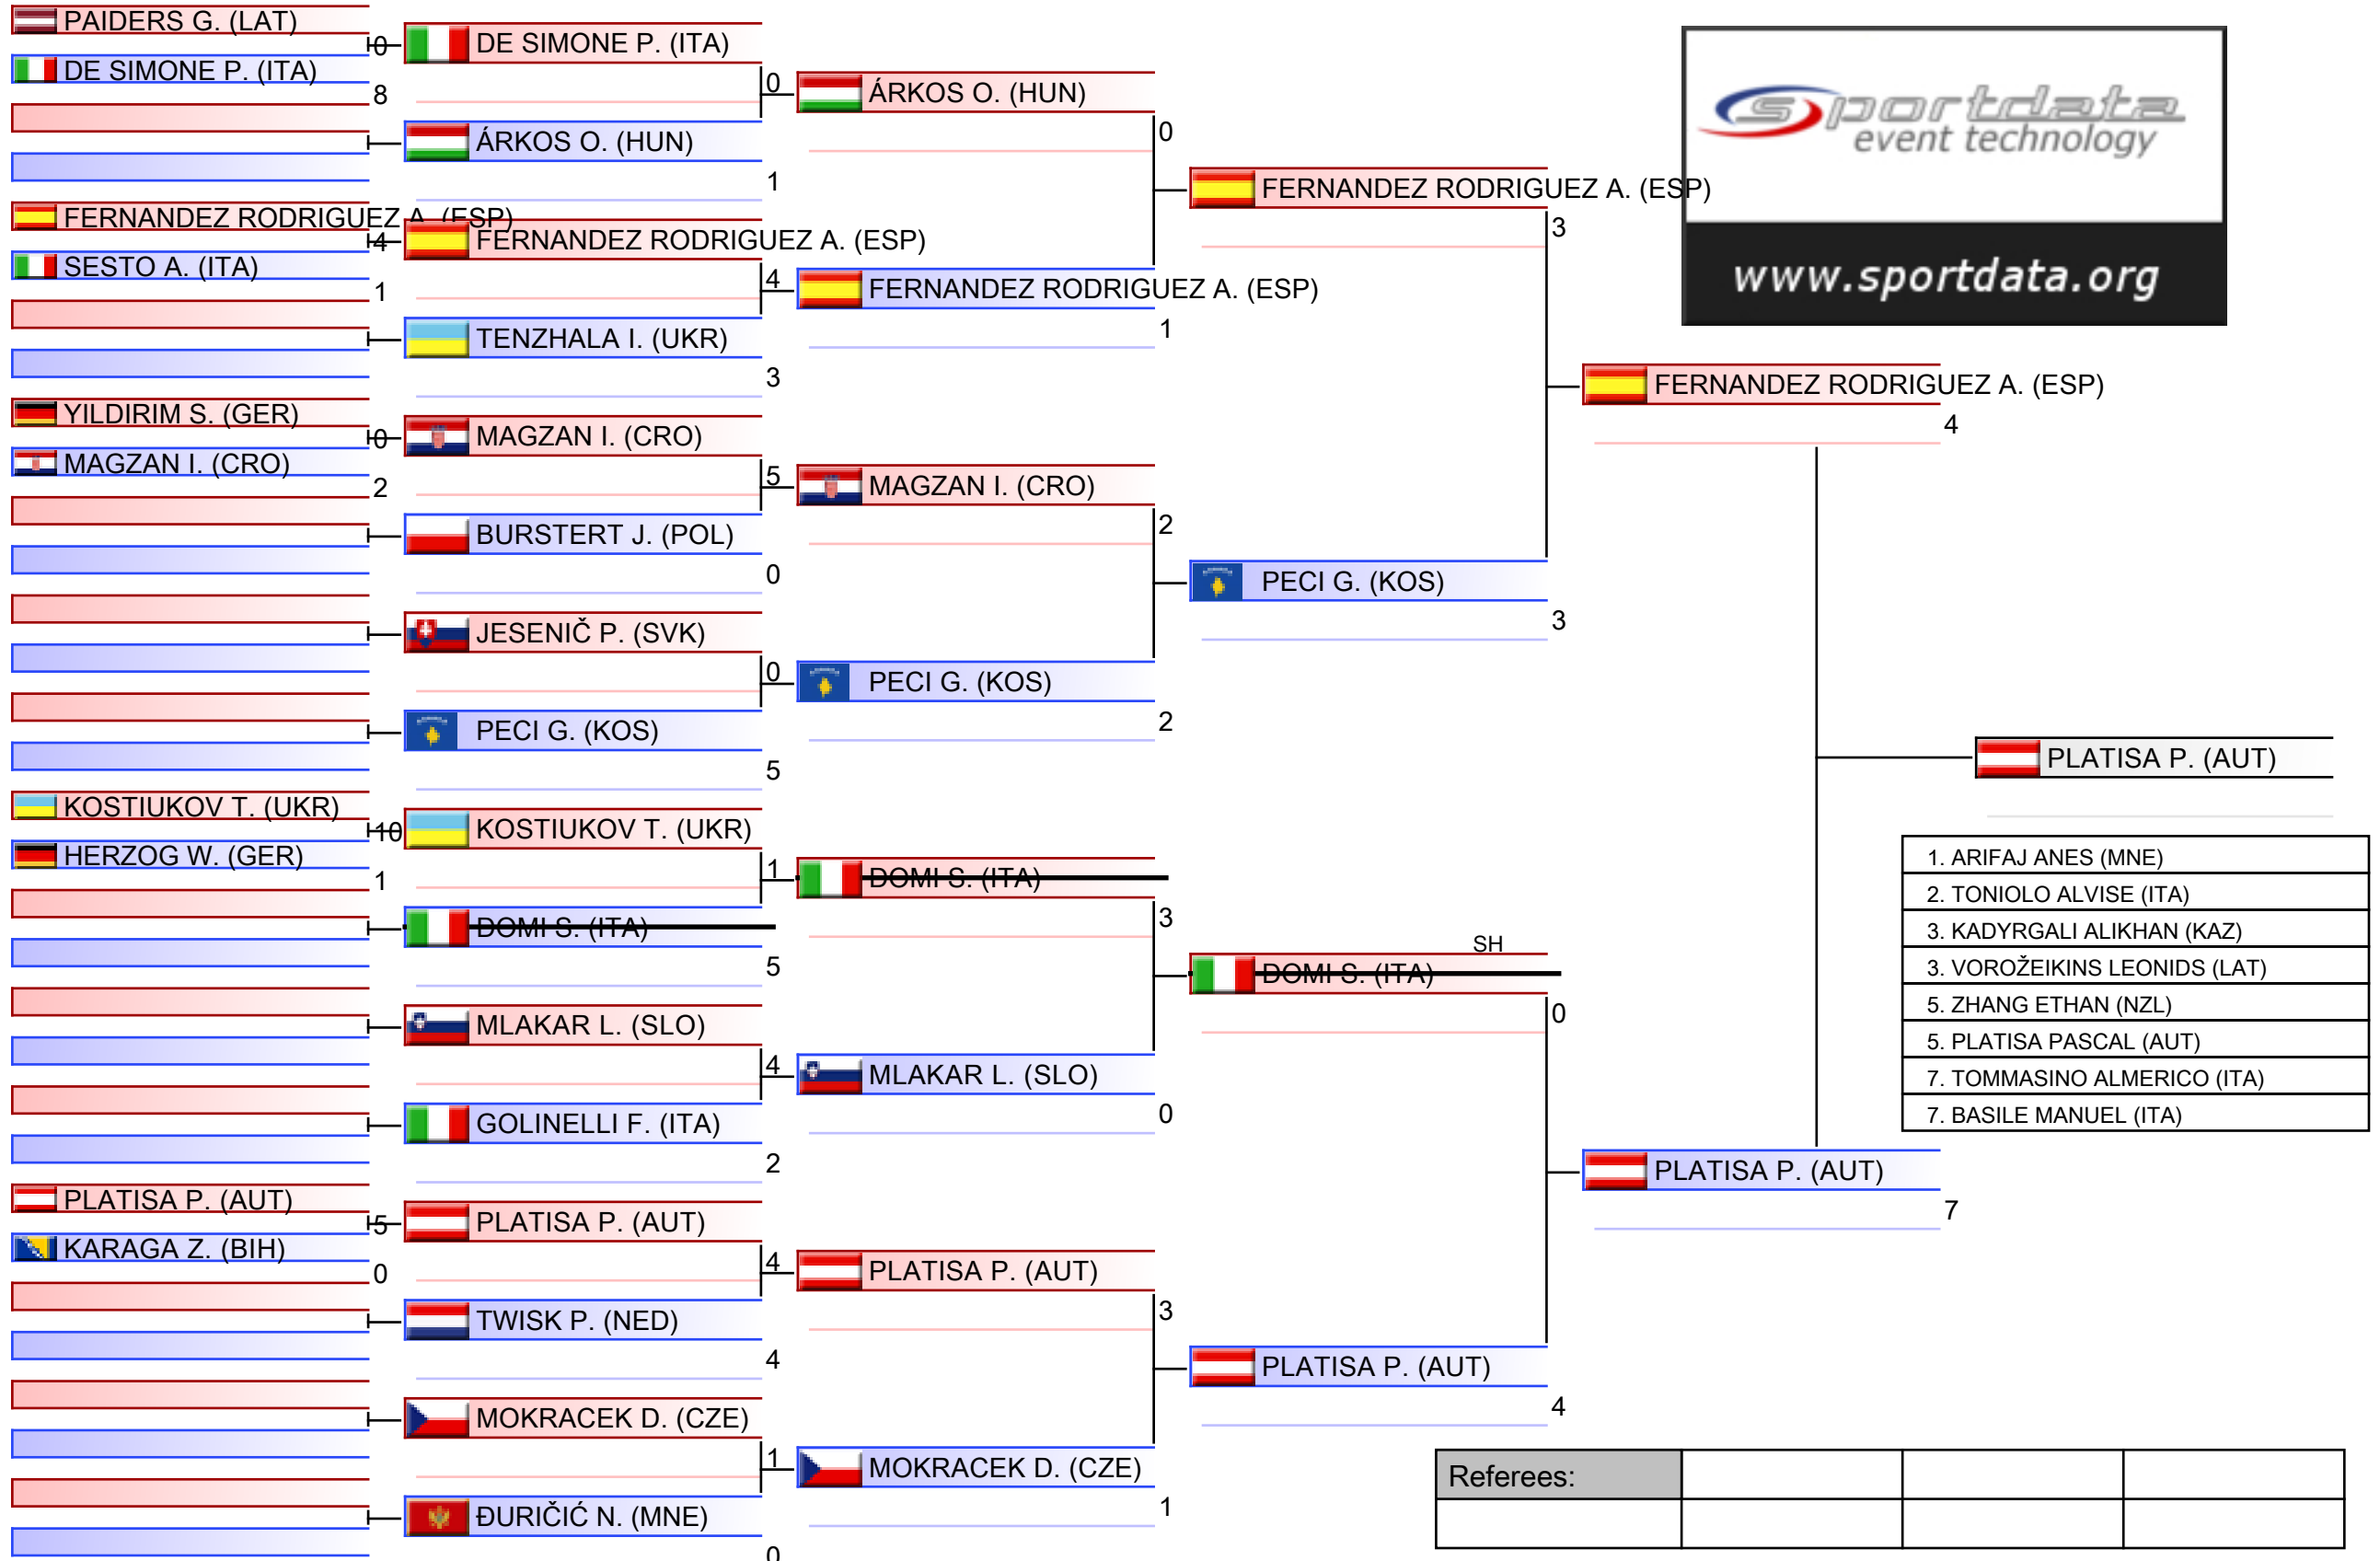 PAIDERS G. (LAT)
0
DE SIMONE P. (ITA)
8
FERNANDEZ RODRIGUEZ A. (ESP)
4
SESTO A. (ITA)
1
YILDIRIM S. (GER)
0
MAGZAN I. (CRO)
2
KOSTIUKOV T. (UKR)
10
HERZOG W. (GER)
1
PLATISA P. (AUT)
5
KARAGA Z. (BIH)
0
DE SIMONE P. (ITA)
0
ÁRKOS O. (HUN)
1
FERNANDEZ RODRIGUEZ A. (ESP)
4
TENZHALA I. (UKR)
3
MAGZAN I. (CRO)
5
BURSTERT J. (POL)
0
JESENIČ P. (SVK)
0
PECI G. (KOS)
5
KOSTIUKOV T. (UKR)
1
DOMI S. (ITA)
5
MLAKAR L. (SLO)
4
GOLINELLI F. (ITA)
2
PLATISA P. (AUT)
4
TWISK P. (NED)
4
MOKRACEK D. (CZE)
1
ĐURIČIĆ N. (MNE)
0
ÁRKOS O. (HUN)
0
FERNANDEZ RODRIGUEZ A. (ESP)
1
MAGZAN I. (CRO)
2
PECI G. (KOS)
2
DOMI S. (ITA)
3
MLAKAR L. (SLO)
0
PLATISA P. (AUT)
3
MOKRACEK D. (CZE)
1
FERNANDEZ RODRIGUEZ A. (ESP)
3
PECI G. (KOS)
3
SH
DOMI S. (ITA)
0
PLATISA P. (AUT)
4
FERNANDEZ RODRIGUEZ A. (ESP)
4
PLATISA P. (AUT)
7
PLATISA P. (AUT)
sportdata
event technology
www.sportdata.org
1. ARIFAJ ANES (MNE)
2. TONIOLO ALVISE (ITA)
3. KADYRGALI ALIKHAN (KAZ)
3. VOROŽEIKINS LEONIDS (LAT)
5. ZHANG ETHAN (NZL)
5. PLATISA PASCAL (AUT)
7. TOMMASINO ALMERICO (ITA)
7. BASILE MANUEL (ITA)
Referees: